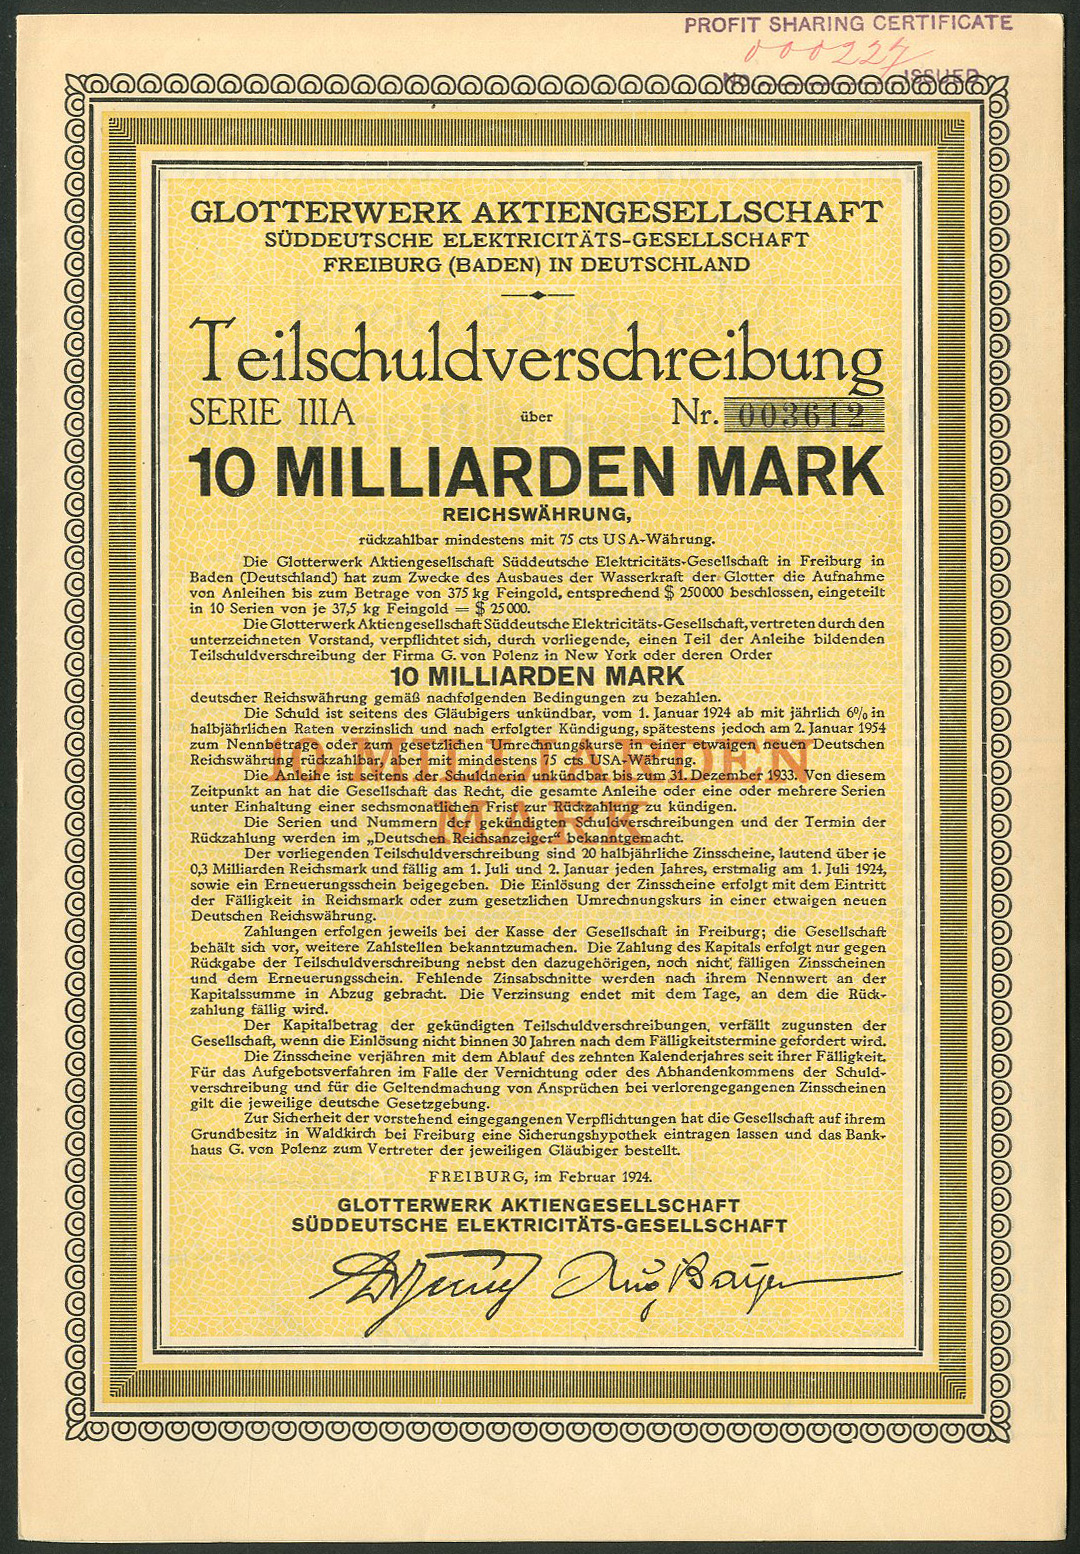 PROFIT SHARING CERTIFICATE
000227
No. ISSUED
GLOTTERWERK AKTIENGESELLSCHAFT
SÜDDEUTSCHE ELEKTRICITÄTS-GESELLSCHAFT
FREIBURG (BADEN) IN DEUTSCHLAND
Teilschuldverschreibung
SERIE IIIA über Nr. 003612
10 MILLIARDEN MARK
REICHSWÄHRUNG,
rückzahlbar mindestens mit 75 cts USA-Währung.
Die Glotterwerk Aktiengesellschaft Süddeutsche Elektricitäts-Gesellschaft in Freiburg in
Baden (Deutschland) hat zum Zwecke des Ausbaues der Wasserkraft der Glotter die Aufnahme
von Anleihen bis zum Betrage von 375 kg Feingold, entsprechend $ 250000 beschlossen, eingeteilt
in 10 Serien von je 37,5 kg Feingold = $ 25000.
Die Glotterwerk Aktiengesellschaft Süddeutsche Elektricitäts-Gesellschaft, vertreten durch den
unterzeichneten Vorstand, verpflichtet sich, durch vorliegende, einen Teil der Anleihe bildenden
Teilschuldverschreibung der Firma G. von Polenz in New York oder deren Order
10 MILLIARDEN MARK
deutscher Reichswährung gemäß nachfolgenden Bedingungen zu bezahlen.
Die Schuld ist seitens des Gläubigers unkündbar, vom 1. Januar 1924 ab mit jährlich 6% in
halbjährlichen Raten verzinslich und nach erfolgter Kündigung, spätestens jedoch am 2. Januar 1954
zum Nennbetrage oder zum gesetzlichen Umrechnungskurse in einer etwaigen neuen Deutschen
Reichswährung rückzahlbar, aber mit mindestens 75 cts USA-Währung.
10 MILLIARDEN
MARK
Die Anleihe ist seitens der Schuldnerin unkündbar bis zum 31. Dezember 1933. Von diesem
Zeitpunkt an hat die Gesellschaft das Recht, die gesamte Anleihe oder eine oder mehrere Serien
unter Einhaltung einer sechsmonatlichen Frist zur Rückzahlung zu kündigen.
Die Serien und Nummern der gekündigten Schuldverschreibungen und der Termin der
Rückzahlung werden im „Deutschen Reichsanzeiger“ bekanntgemacht.
Der vorliegenden Teilschuldverschreibung sind 20 halbjährliche Zinsscheine, lautend über je
0,3 Milliarden Reichsmark und fällig am 1. Juli und 2. Januar jeden Jahres, erstmalig am 1. Juli 1924,
sowie ein Erneuerungsschein beigegeben. Die Einlösung der Zinsscheine erfolgt mit dem Eintritt
der Fälligkeit in Reichsmark oder zum gesetzlichen Umrechnungskurs in einer etwaigen neuen
Deutschen Reichswährung.
Zahlungen erfolgen jeweils bei der Kasse der Gesellschaft in Freiburg; die Gesellschaft
behält sich vor, weitere Zahlstellen bekanntzumachen. Die Zahlung des Kapitals erfolgt nur gegen
Rückgabe der Teilschuldverschreibung nebst den dazugehörigen, noch nicht fälligen Zinsscheinen
und dem Erneuerungsschein. Fehlende Zinsabschnitte werden nach ihrem Nennwert an der
Kapitalssumme in Abzug gebracht. Die Verzinsung endet mit dem Tage, an dem die Rück-
zahlung fällig wird.
Der Kapitalbetrag der gekündigten Teilschuldverschreibungen, verfällt zugunsten der
Gesellschaft, wenn die Einlösung nicht binnen 30 Jahren nach dem Fälligkeitstermine gefordert wird.
Die Zinsscheine verjähren mit dem Ablauf des zehnten Kalenderjahres seit ihrer Fälligkeit.
Für das Aufgebotsverfahren im Falle der Vernichtung oder des Abhandenkommens der Schuld-
verschreibung und für die Geltendmachung von Ansprüchen bei verlorengegangenen Zinsscheinen
gilt die jeweilige deutsche Gesetzgebung.
Zur Sicherheit der vorstehend eingegangenen Verpflichtungen hat die Gesellschaft auf ihrem
Grundbesitz in Waldkirch bei Freiburg eine Sicherungshypothek eintragen lassen und das Bank-
haus G. von Polenz zum Vertreter der jeweiligen Gläubiger bestellt.
FREIBURG, im Februar 1924.
GLOTTERWERK AKTIENGESELLSCHAFT
SÜDDEUTSCHE ELEKTRICITÄTS-GESELLSCHAFT